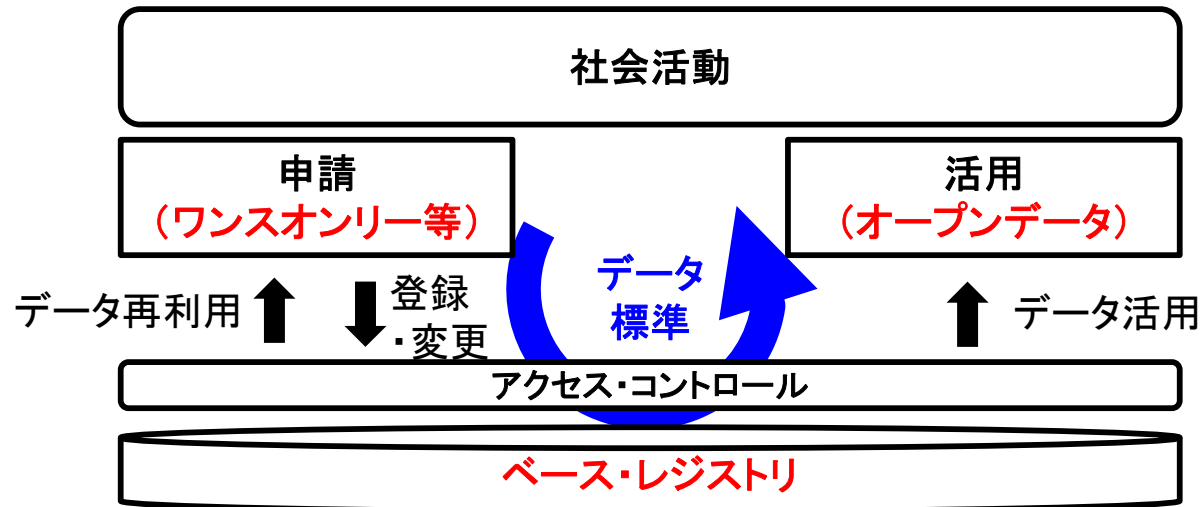 社会活動
申請
（ワンスオンリー等）
活用
（オープンデータ）
データ
標準
データ再利用
登録
・変更
データ活用
アクセス・コントロール
ベース・レジストリ